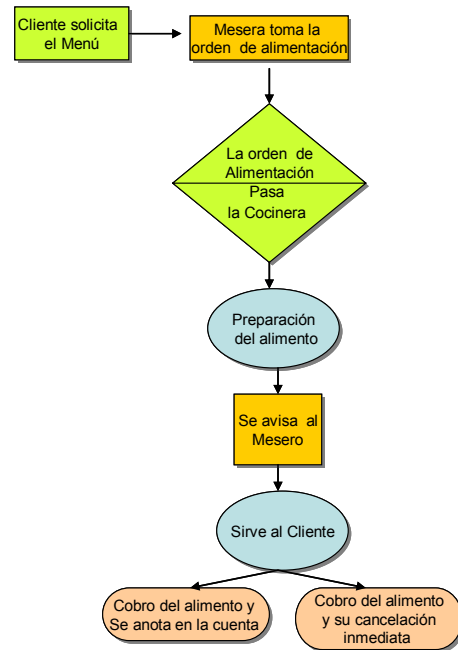 Cliente solicita
el Menú
Mesera toma la
orden de alimentación
La orden de
Alimentación
Pasa
la Cocinera
Preparación
del alimento
Se avisa al
Mesero
Sirve al Cliente
Cobro del alimento y
Se anota en la cuenta
Cobro del alimento
y su cancelación
inmediata